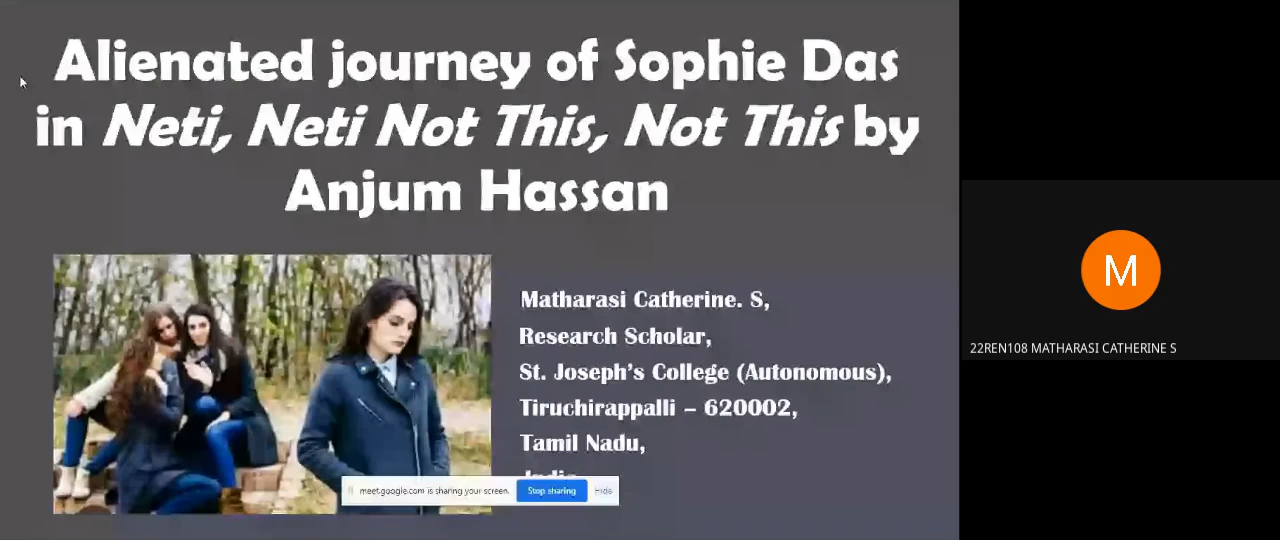 Alienated journey of Sophie Das
in Neti, Neti Not This, Not This by
Anjum Hassan
Matharasi Catherine. S,
Research Scholar,
St. Joseph's College (Autonomous),
Tiruchirappalli – 620002,
Tamil Nadu,
India
meet.google.com is sharing your screen.
Stop sharing
Hide
M
22REN108 MATHARASI CATHERINE S